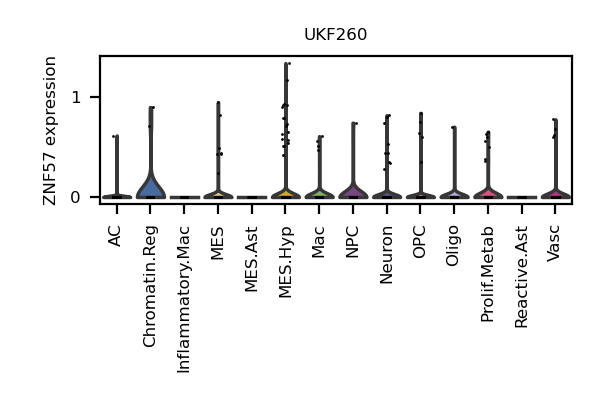 UKF260
ZNF57 expression
1
0
AC
Chromatin.Reg
Inflammatory.Mac
MES
MES.Ast
MES.Hyp
Mac
NPC
Neuron
OPC
Oligo
Prolif.Metab
Reactive.Ast
Vasc